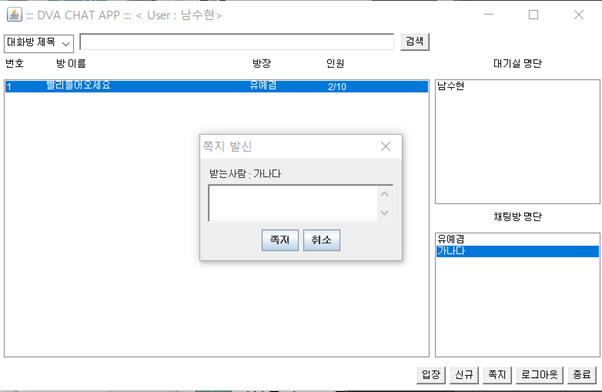 ::: DVA CHAT APP ::: < User : 남수현>
대화방 제목 검색
번호 방 이름 방장 인원 대기실 명단
1 빨리들어오세요 유예겸 2/10
남수현
쪽지 발신
받는사람 : 가나다
쪽지 취소
채팅방 명단
유예겸
가나다
입장 신규 쪽지 로그아웃 종료